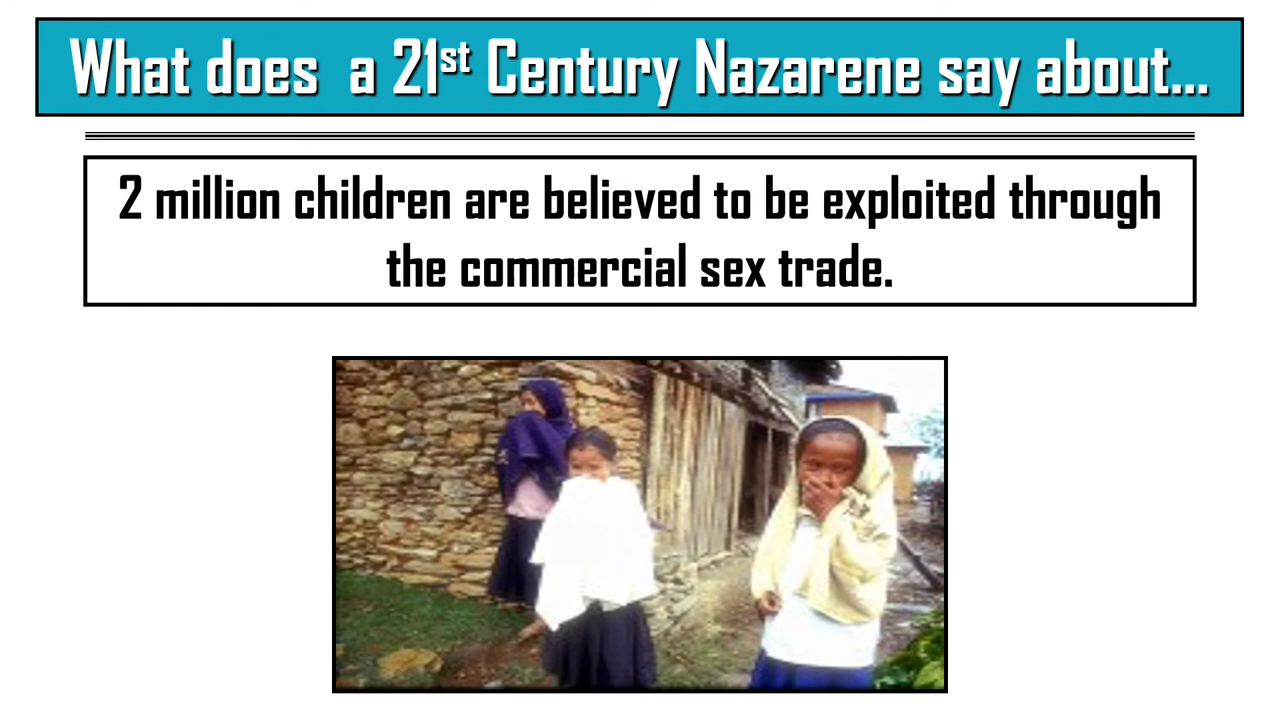 What does a 21st Century Nazarene say about...
2 million children are believed to be exploited through
the commercial sex trade.